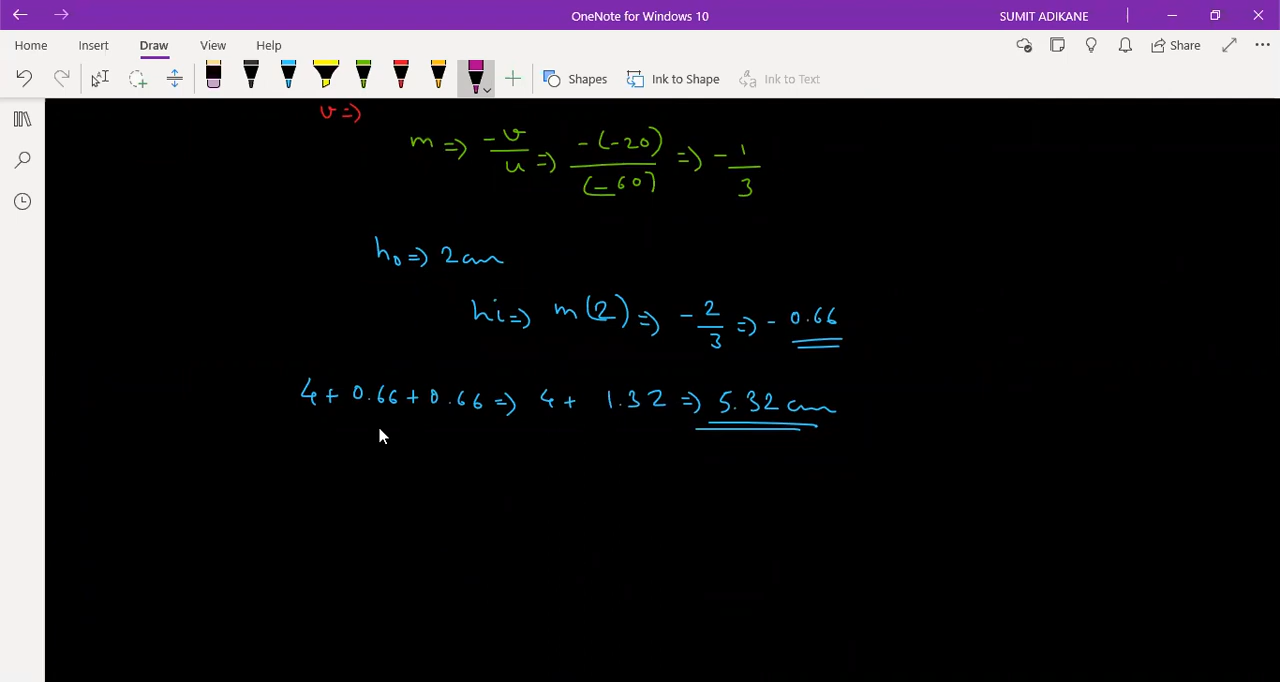 OneNote for Windows 10
SUMIT ADIKANE
Home Insert Draw View Help
Share
Shapes Ink to Shape Ink to Text
v =>
m => -v/u => -(-20)/(-60) => -1/3
h₀ => 2 cm
hi => m(2) => -2/3 => - 0.66
4 + 0.66 + 0.66 => 4 + 1.32 => 5.32 cm